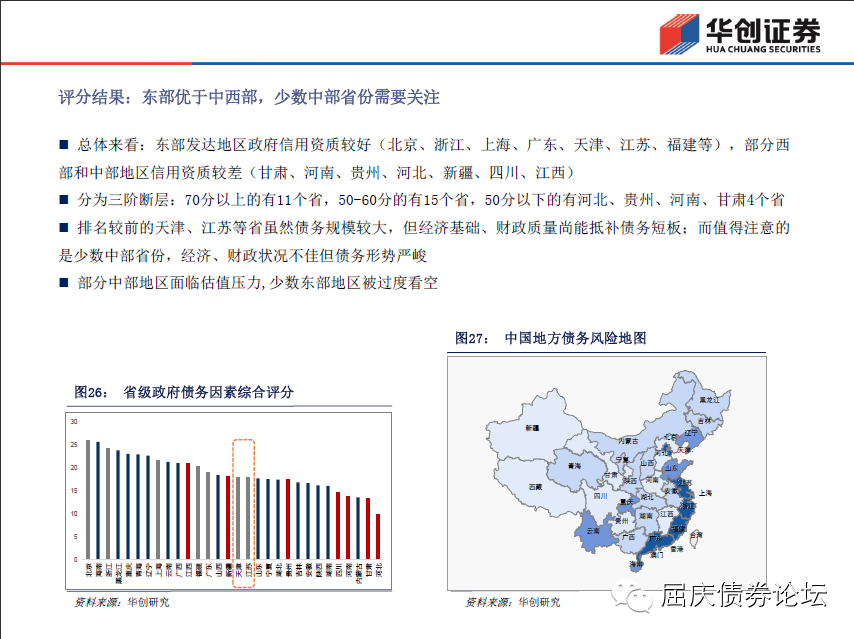 华创证券
HUA CHUANG SECURITIES
评分结果：东部优于中西部，少数中部省份需要关注
■ 总体来看：东部发达地区政府信用资质较好（北京、浙江、上海、广东、天津、江苏、福建等），部分西
部和中部地区信用资质较差（甘肃、河南、贵州、河北、新疆、四川、江西）
■ 分为三阶断层：70分以上的有11个省，50-60分的有15个省，50分以下的有河北、贵州、河南、甘肃4个省
■ 排名较前的天津、江苏等省虽然债务规模较大，但经济基础、财政质量尚能抵补债务短板；而值得注意的
是少数中部省份，经济、财政状况不佳但债务形势严峻
■ 部分中部地区面临估值压力,少数东部地区被过度看空
图26： 省级政府债务因素综合评分
30
25
20
15
10
5
0
北京
海南
浙江
黑龙江
重庆
青海
辽宁
上海
云南
广西
江西
福建
广东
山西
新疆
天津
江苏
山东
宁夏
湖北
贵州
吉林
安徽
陕西
湖南
四川
河南
内蒙古
甘肃
河北
资料来源：华创研究
图27： 中国地方债务风险地图
黑龙江
吉林
辽宁
新疆
内蒙古
北京
天津
河北
宁夏
山西
山东
青海
甘肃
陕西
河南
江苏
西藏
安徽
上海
四川
重庆
湖北
浙江
湖南
江西
贵州
福建
云南
广西
广东
台湾
香港
澳门
海南
资料来源：华创研究
屈庆债券论坛